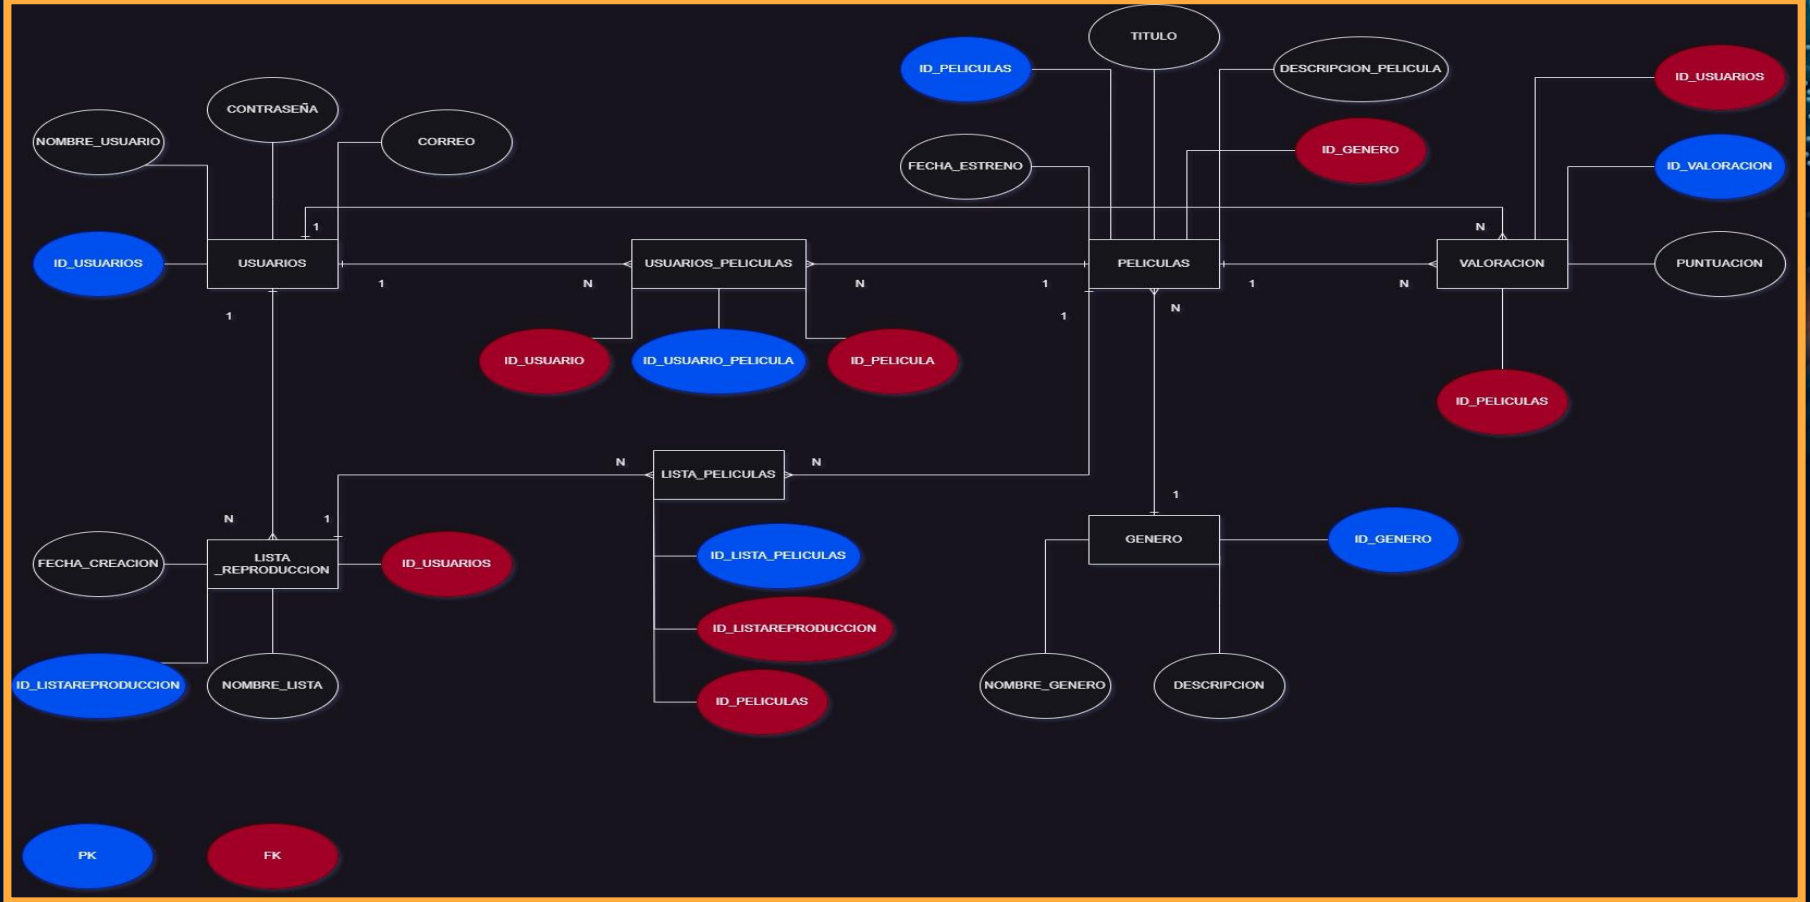 TITULO
ID_PELICULAS
DESCRIPCION_PELICULA
ID_USUARIOS
CONTRASEÑA
NOMBRE_USUARIO
CORREO
FECHA_ESTRENO
ID_GENERO
ID_VALORACION
1
N
ID_USUARIOS
USUARIOS
USUARIOS_PELICULAS
PELICULAS
VALORACION
PUNTUACION
1
N
N
1
1
N
1
1
N
ID_USUARIO
ID_USUARIO_PELICULA
ID_PELICULA
ID_PELICULAS
N
N
LISTA_PELICULAS
1
N
1
FECHA_CREACION
LISTA
_REPRODUCCION
ID_USUARIOS
ID_LISTA_PELICULAS
GENERO
ID_GENERO
ID_LISTAREPRODUCCION
ID_LISTAREPRODUCCION
NOMBRE_LISTA
ID_PELICULAS
NOMBRE_GENERO
DESCRIPCION
PK
FK